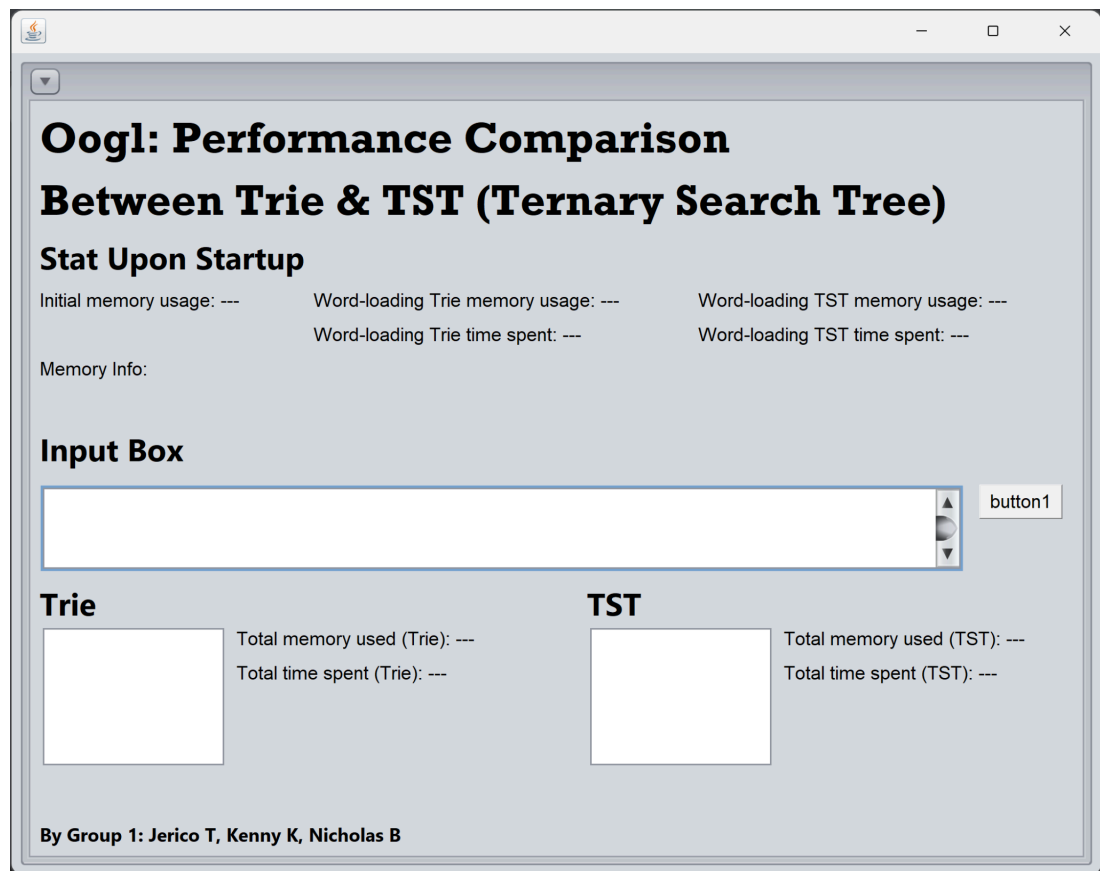 Oogl: Performance Comparison
Between Trie & TST (Ternary Search Tree)
Stat Upon Startup
Initial memory usage: --- Word-loading Trie memory usage: --- Word-loading TST memory usage: ---
Word-loading Trie time spent: --- Word-loading TST time spent: ---
Memory Info:
Input Box
button1
Trie TST
Total memory used (Trie): --- Total memory used (TST): ---
Total time spent (Trie): --- Total time spent (TST): ---
By Group 1: Jerico T, Kenny K, Nicholas B